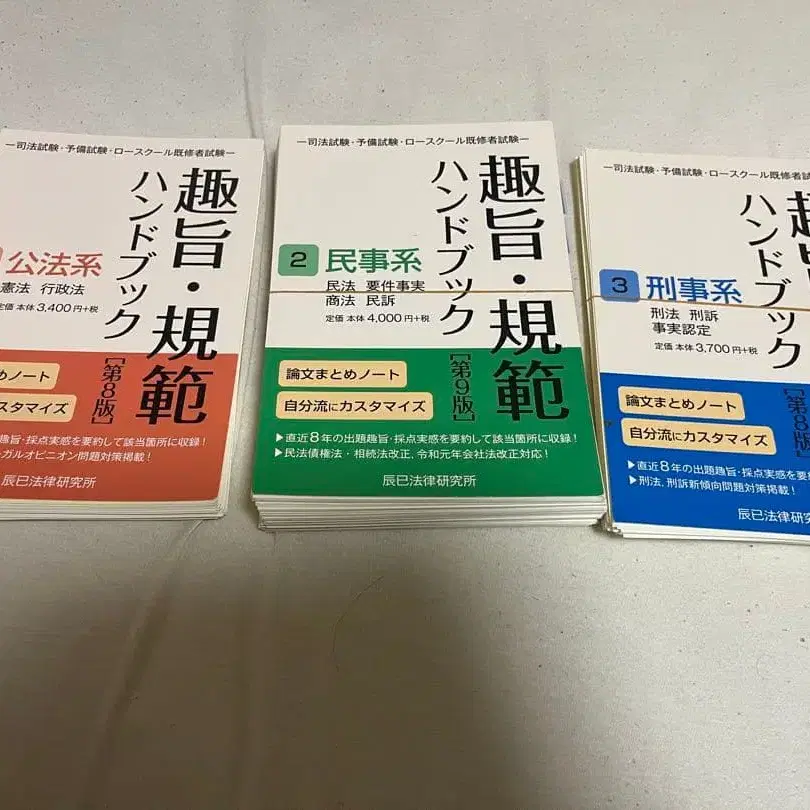 ―司法試験・予備試験・ロースクール既修者試験―
趣旨・規範
ハンドブック
公法系
憲法 行政法
定価 本体 3,400円+税
[第8版]
めノート
スタマイズ
趣旨・採点実感を要約して該当箇所に収録！
ーガルオピニオン問題対策掲載！
辰已法律研究所
―司法試験・予備試験・ロースクール既修者試験―
趣旨・規範
ハンドブック
2 民事系
民法 要件事実
商法 民訴
定価 本体 4,000円+税
[第9版]
論文まとめノート
自分流にカスタマイズ
▶直近8年の出題趣旨・採点実感を要約して該当箇所に収録！
▶民法債権法・相続法改正、令和元年会社法改正対応！
辰已法律研究所
―司法試験・予備試験・ロースクール既修者試
趣旨
ハンドブック
3 刑事系
刑法 刑訴
事実認定
定価 本体 3,700円+税
[第8版]
論文まとめノート
自分流にカスタマイズ
▶直近8年の出題趣旨・採点実感を要
▶刑法、刑訴新傾向問題対策掲載！
辰已法律研究